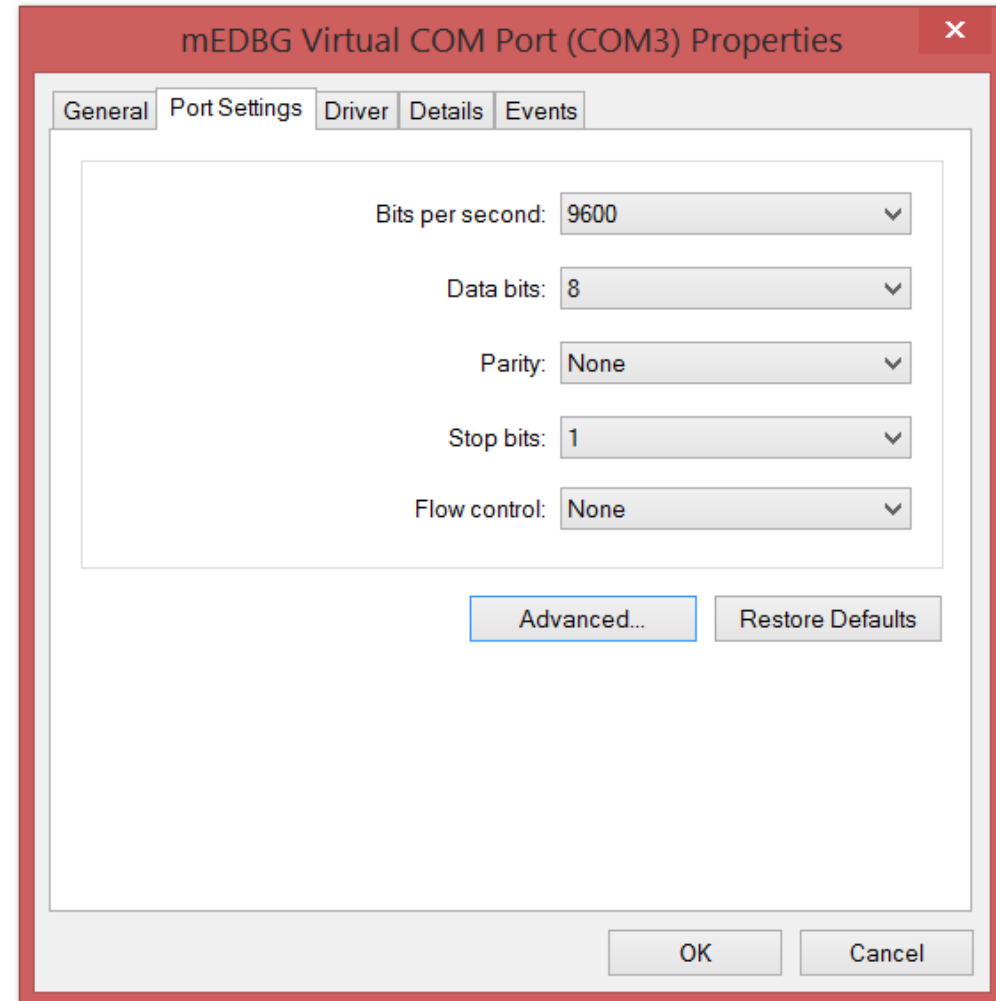 mEDBG Virtual COM Port (COM3) Properties
General Port Settings Driver Details Events
Bits per second: 9600
Data bits: 8
Parity: None
Stop bits: 1
Flow control: None
Advanced... Restore Defaults
OK Cancel